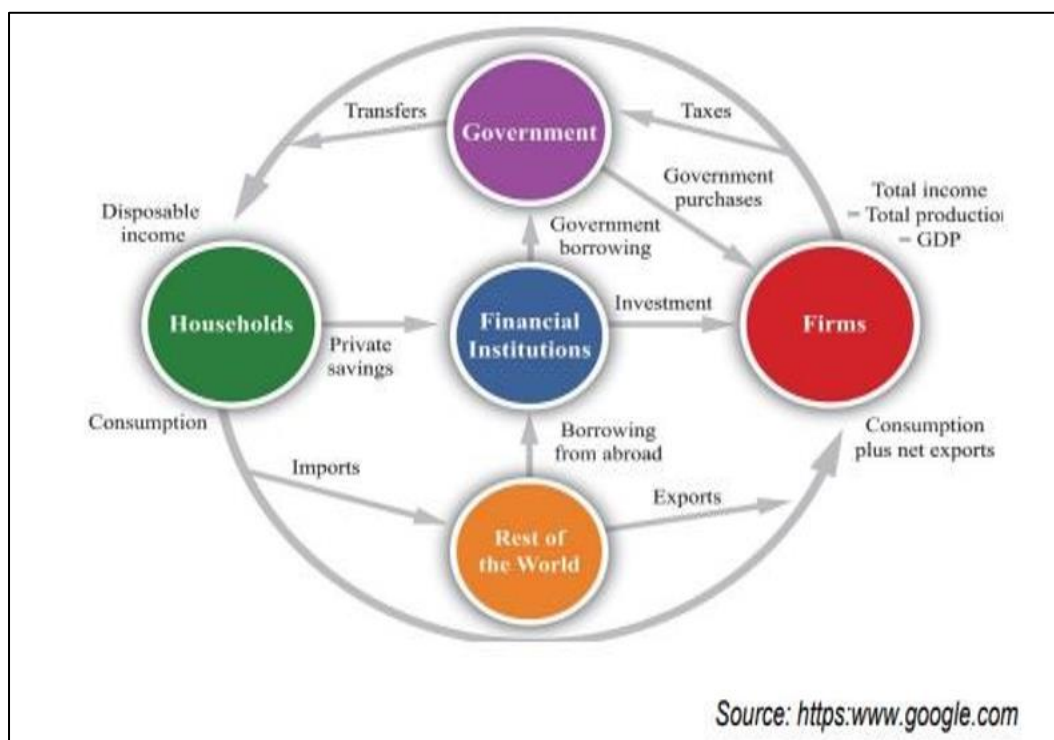 Transfers
Taxes
Government
Government
purchases
Total income
= Total production
= GDP
Disposable
income
Government
borrowing
Households
Financial
Institutions
Investment
Firms
Private
savings
Consumption
Borrowing
from abroad
Consumption
plus net exports
Imports
Exports
Rest of
the World
Source: https:www.google.com